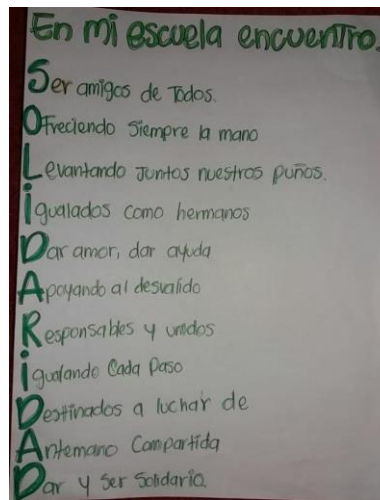 En mi escuela encuentro.
Ser amigos de Todos.
Ofreciendo siempre la mano
Levantando Juntos nuestros puños.
igualados como hermanos
Dar amor, dar ayuda
Apoyando al desvalido
Responsables y unidos
igualando Cada Paso
Destinados a luchar de
Antemano Compartida
Dar y Ser Solidario.